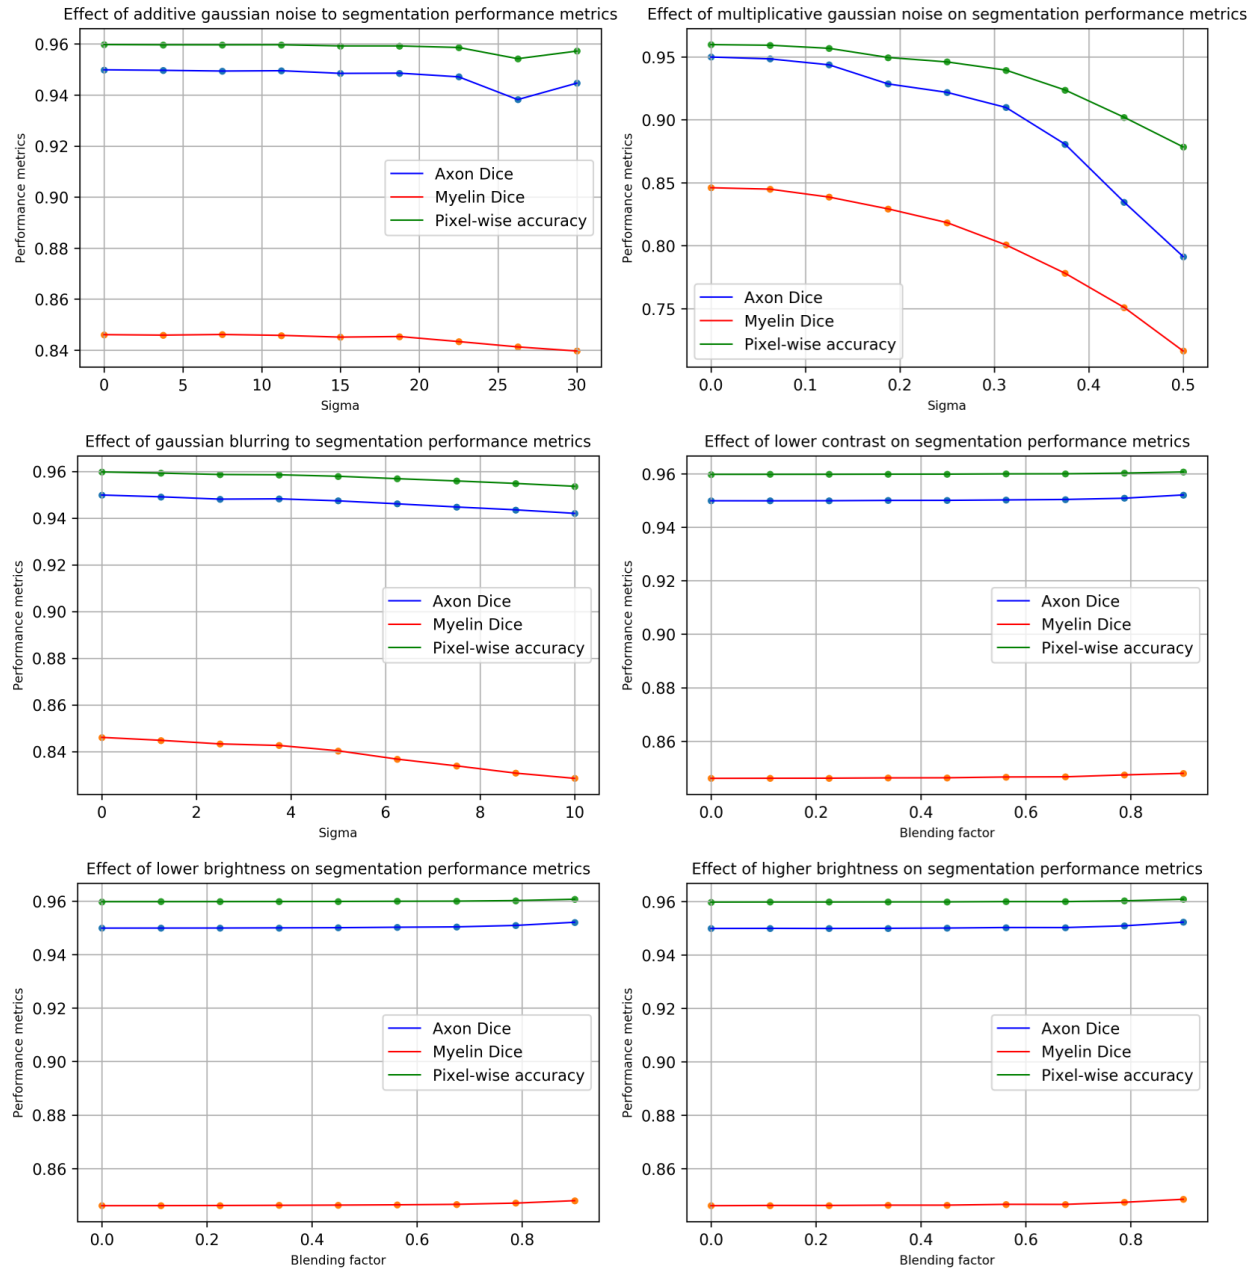 Effect of additive gaussian noise to segmentation performance metrics
0.96
0.94
0.92
0.90
0.88
0.86
0.84
Performance metrics
Axon Dice
Myelin Dice
Pixel-wise accuracy
0 5 10 15 20 25 30
Sigma
Effect of multiplicative gaussian noise on segmentation performance metrics
0.95
0.90
0.85
0.80
0.75
Performance metrics
Axon Dice
Myelin Dice
Pixel-wise accuracy
0.0 0.1 0.2 0.3 0.4 0.5
Sigma
Effect of gaussian blurring to segmentation performance metrics
0.96
0.94
0.92
0.90
0.88
0.86
0.84
Performance metrics
Axon Dice
Myelin Dice
Pixel-wise accuracy
0 2 4 6 8 10
Sigma
Effect of lower contrast on segmentation performance metrics
0.96
0.94
0.92
0.90
0.88
0.86
Performance metrics
Axon Dice
Myelin Dice
Pixel-wise accuracy
0.0 0.2 0.4 0.6 0.8
Blending factor
Effect of lower brightness on segmentation performance metrics
0.96
0.94
0.92
0.90
0.88
0.86
Performance metrics
Axon Dice
Myelin Dice
Pixel-wise accuracy
0.0 0.2 0.4 0.6 0.8
Blending factor
Effect of higher brightness on segmentation performance metrics
0.96
0.94
0.92
0.90
0.88
0.86
Performance metrics
Axon Dice
Myelin Dice
Pixel-wise accuracy
0.0 0.2 0.4 0.6 0.8
Blending factor